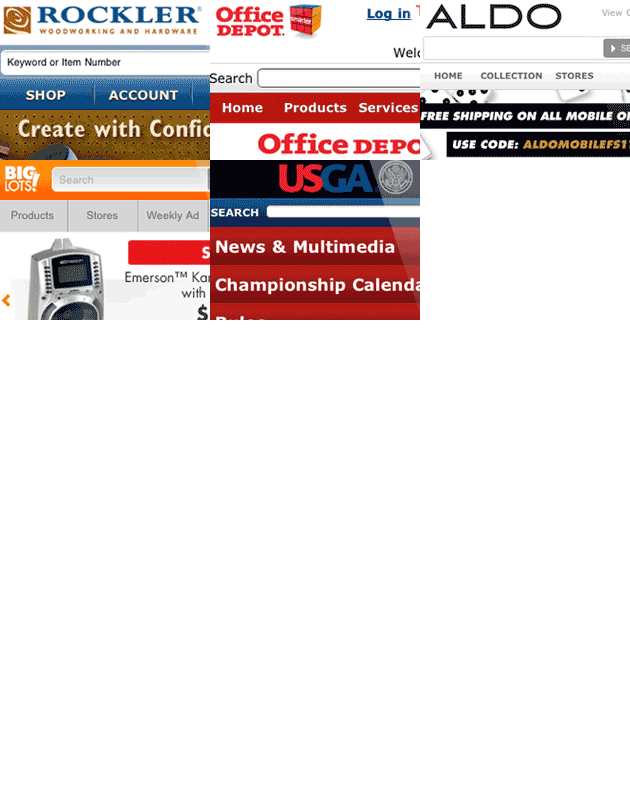 ROCKLER®
WOODWORKING AND HARDWARE
Keyword or Item Number
SHOP ACCOUNT
Create with Confid
Office DEPOT.
Log in
Welc
Search
Home Products Services
Office DEPO
ALDO
View C
SE
HOME COLLECTION STORES
FREE SHIPPING ON ALL MOBILE O
USE CODE: ALDOMOBILEFS1
BIG LOTS!
Search
Products Stores Weekly Ad
S
Emerson™ Kar
with
$
USGA
SEARCH
News & Multimedia
Championship Calenda
Rules